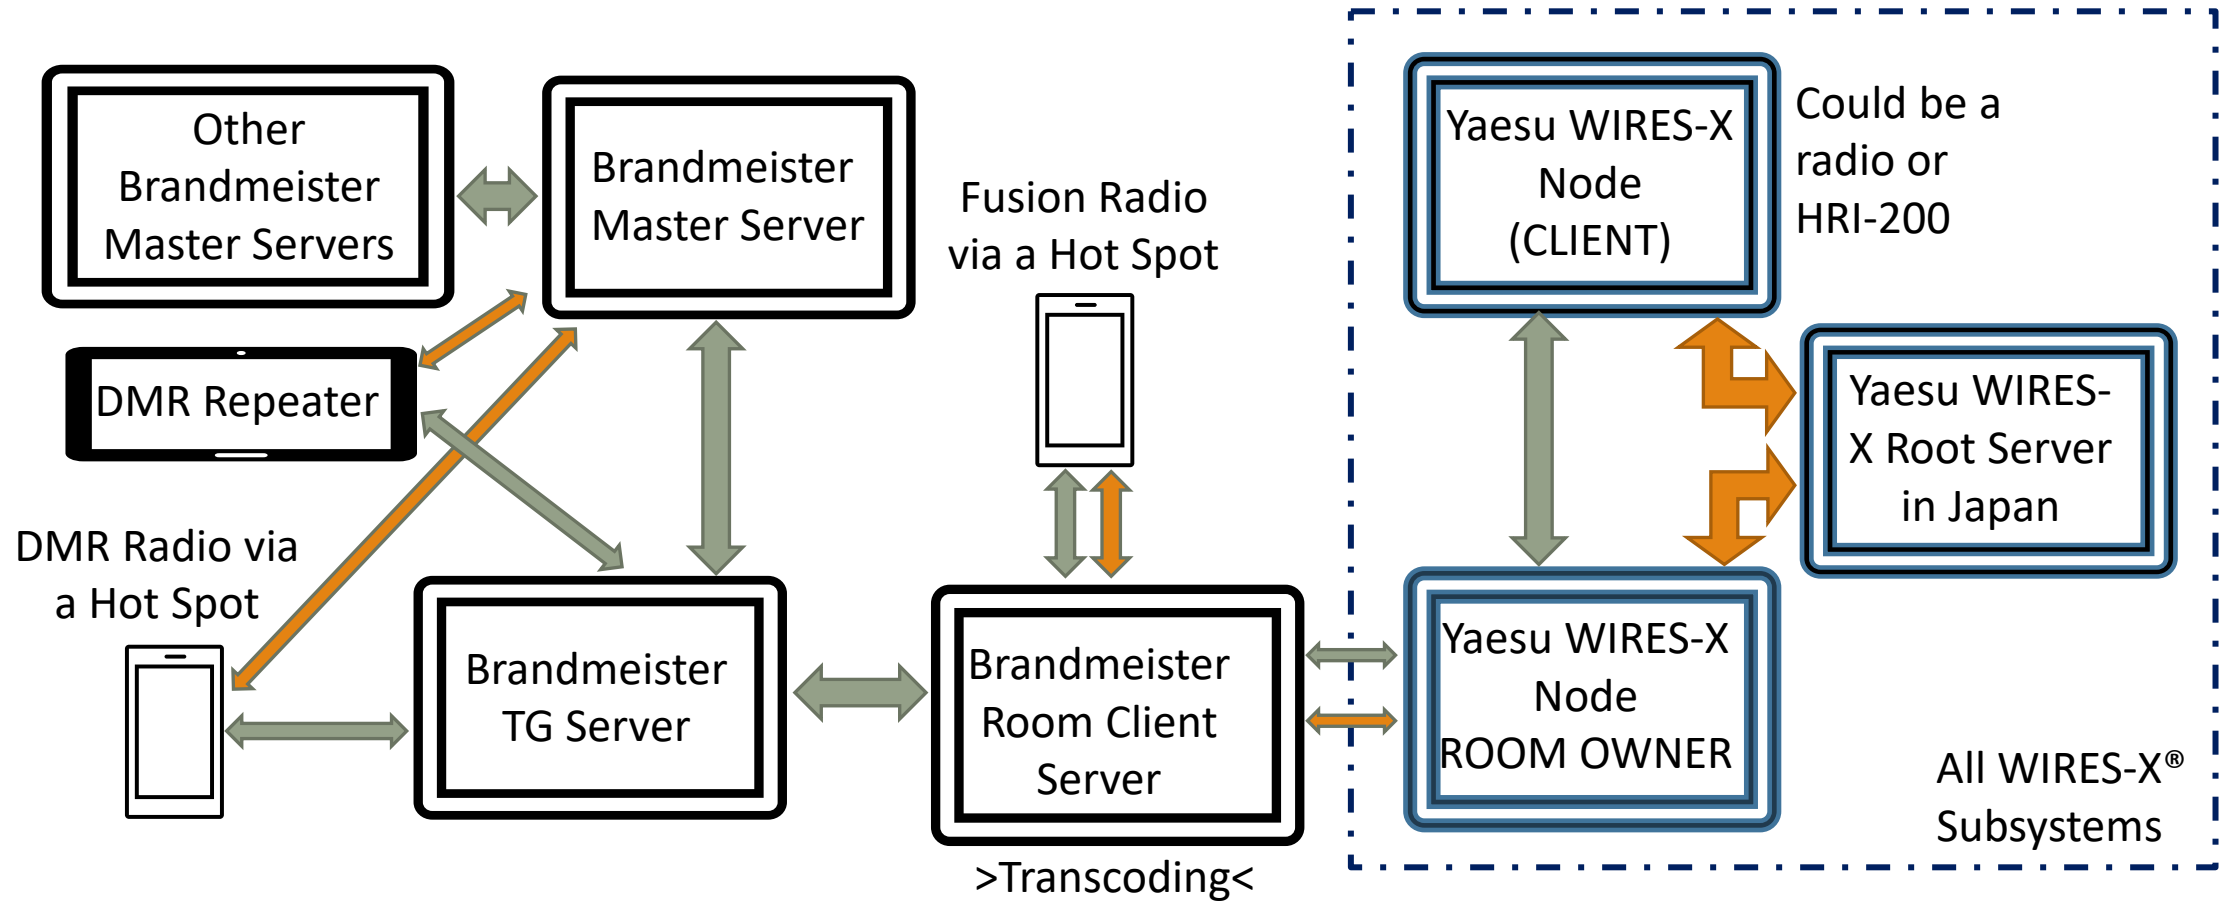 Other
Brandmeister
Master Servers
Brandmeister
Master Server
Fusion Radio
via a Hot Spot
Yaesu WIRES-X
Node
(CLIENT)
Could be a
radio or
HRI-200
DMR Repeater
Yaesu WIRES-
X Root Server
in Japan
DMR Radio via
a Hot Spot
Brandmeister
TG Server
Brandmeister
Room Client
Server
>Transcoding<
Yaesu WIRES-X
Node
ROOM OWNER
All WIRES-X®
Subsystems